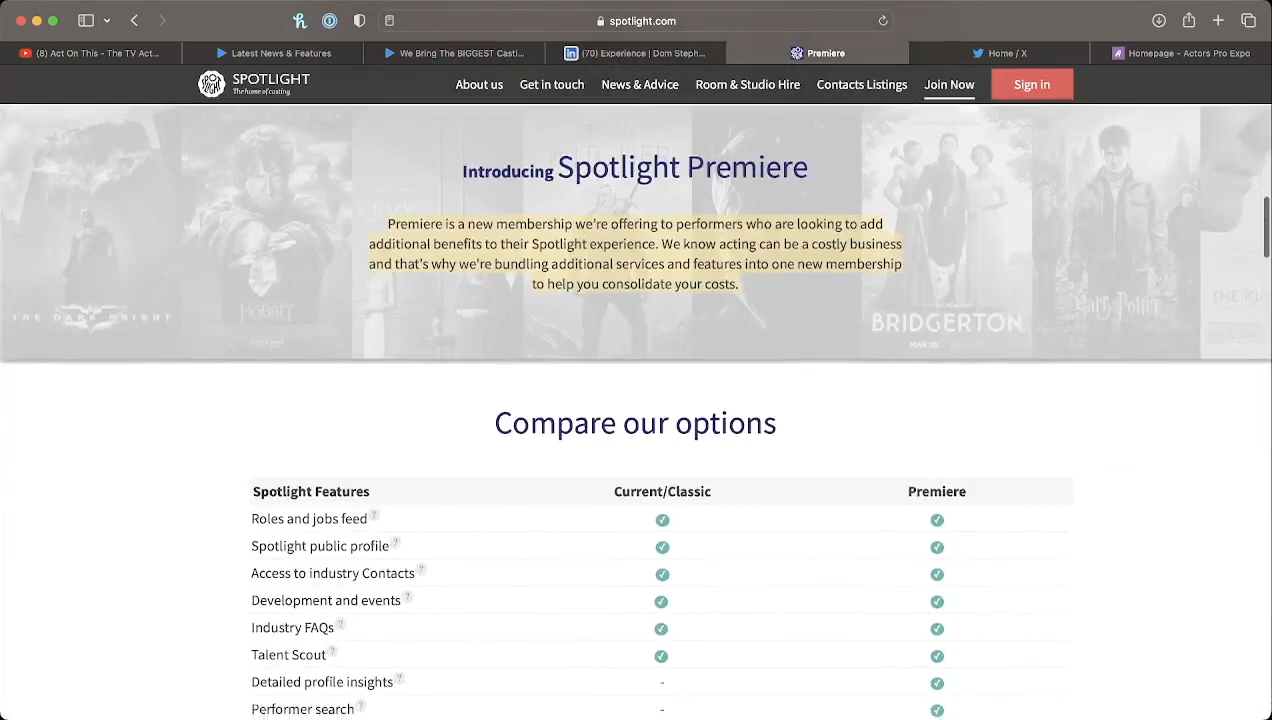 spotlight.com
(8) Act On This - The TV Act...
Latest News & Features
We Bring The BIGGEST Casti...
(70) Experience | Dom Steph...
Premiere
Home / X
Homepage - Actors Pro Expo
SPOTLIGHT
The home of casting
About us
Get in touch
News & Advice
Room & Studio Hire
Contacts Listings
Join Now
Sign in
Introducing Spotlight Premiere
Premiere is a new membership we're offering to performers who are looking to add
additional benefits to their Spotlight experience. We know acting can be a costly business
and that's why we're bundling additional services and features into one new membership
to help you consolidate your costs.
THE DARK KNIGHT
HOBBIT
BRIDGERTON
MAR 25
Harry Potter
Compare our options
Spotlight Features Current/Classic Premiere
Roles and jobs feed ?
Spotlight public profile ?
Access to industry Contacts ?
Development and events ?
Industry FAQs ?
Talent Scout ?
Detailed profile insights ? -
Performer search ? -